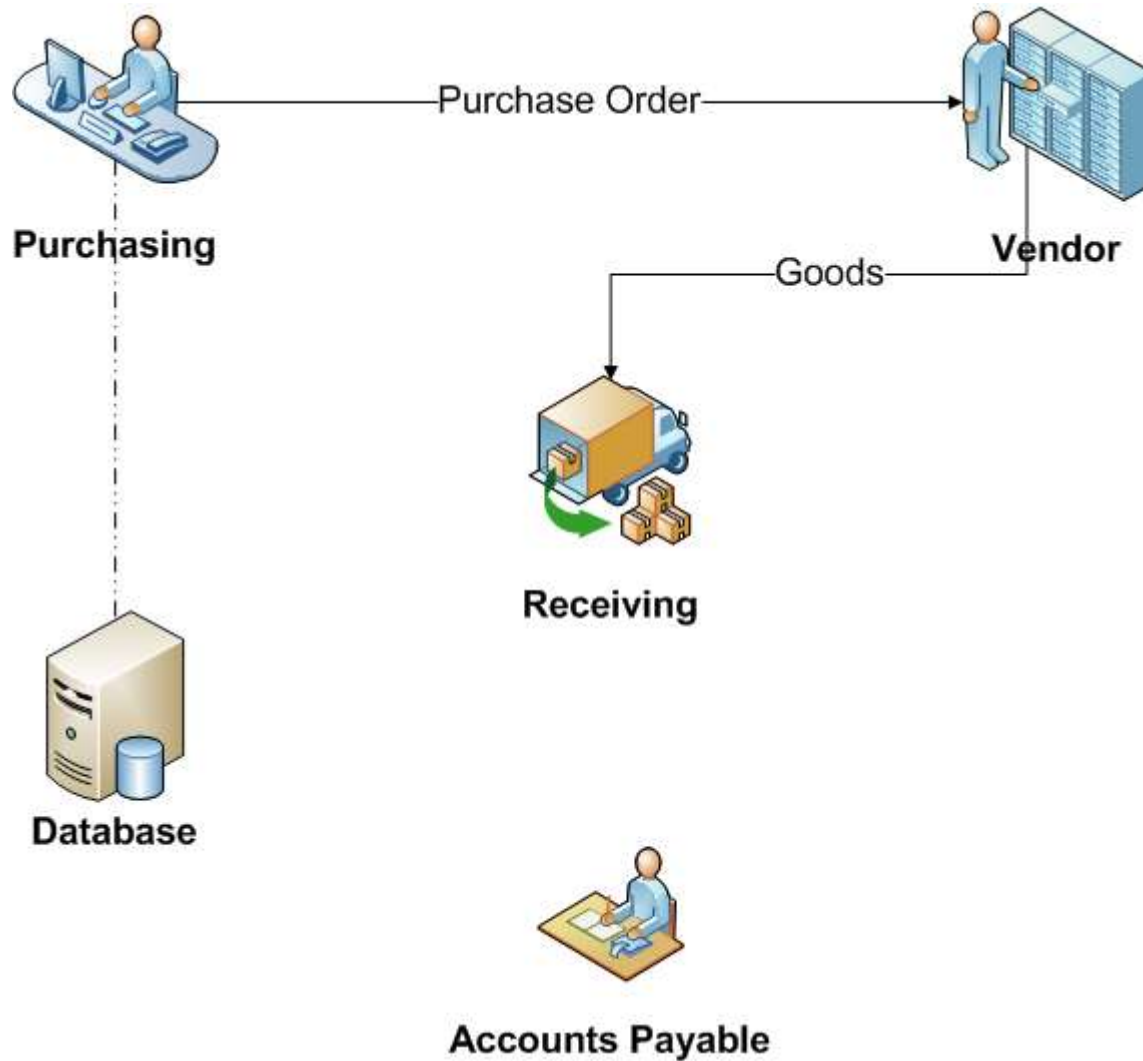 Purchase Order
Purchasing
Vendor
Goods
Receiving
Database
Accounts Payable